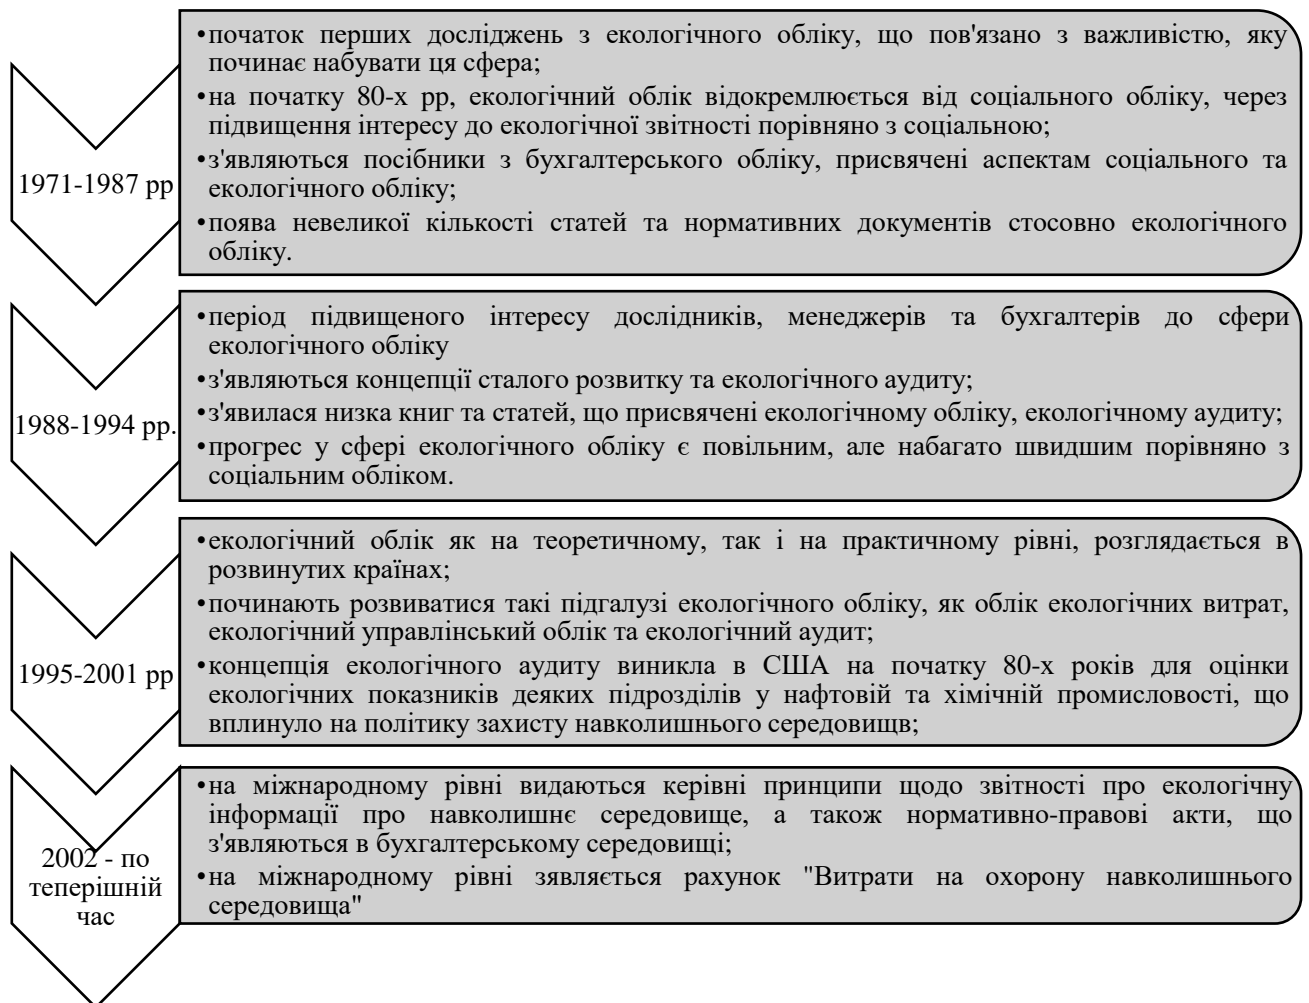 •початок перших досліджень з екологічного обліку, що пов'язано з важливістю, яку
починає набувати ця сфера;
•на початку 80-х рр, екологічний облік відокремлюється від соціального обліку, через
підвищення інтересу до екологічної звітності порівняно з соціальною;
•з'являються посібники з бухгалтерського обліку, присвячені аспектам соціального та
екологічного обліку;
•поява невеликої кількості статей та нормативних документів стосовно екологічного
обліку.
1971-1987 рр
•період підвищеного інтересу дослідників, менеджерів та бухгалтерів до сфери
екологічного обліку
•з'являються концепції сталого розвитку та екологічного аудиту;
•з'явилася низка книг та статей, що присвячені екологічному обліку, екологічному аудиту;
•прогрес у сфері екологічного обліку є повільним, але набагато швидшим порівняно з
соціальним обліком.
1988-1994 рр.
•екологічний облік як на теоретичному, так і на практичному рівні, розглядається в
розвинутих країнах;
•починають розвиватися такі підгалузі екологічного обліку, як облік екологічних витрат,
екологічний управлінський облік та екологічний аудит;
•концепція екологічного аудиту виникла в США на початку 80-х років для оцінки
екологічних показників деяких підрозділів у нафтовій та хімічній промисловості, що
вплинуло на політику захисту навколишнього середовищв;
1995-2001 рр
•на міжнародному рівні видаються керівні принципи щодо звітності про екологічну
інформації про навколишнє середовище, а також нормативно-правові акти, що
з'являються в бухгалтерському середовищі;
•на міжнародному рівні зявляється рахунок "Витрати на охорону навколишнього
середовища"
2002 - по
теперішній
час